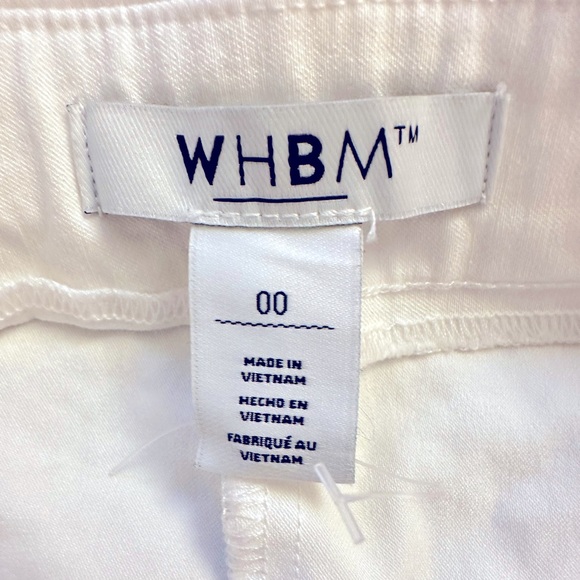 WHBM™
00
MADE IN
VIETNAM
HECHO EN
VIETNAM
FABRIQUÉ AU
VIETNAM